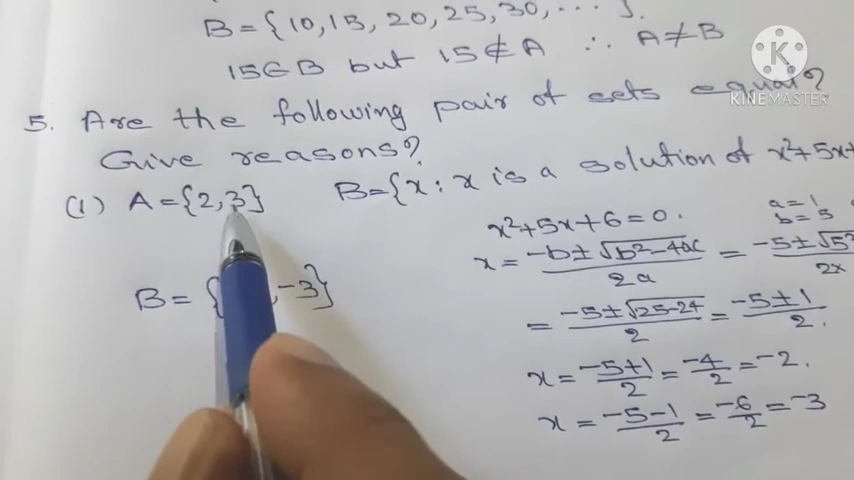 B={10,15,20,25,30,....}.
15∈B but 15∉A ∴ A≠B
KINEMASTER
5. Are the following pair of sets equal?
Give reasons?
(1) A={2,3} B={x: x is a solution of x²+5x+
x²+5x+6=0.
a=1
b=5
x=-b±√b²-4ac/2a = -5±√5²/2x
B={ ,-3}
= -5±√25-24/2 = -5±1/2.
x= -5+1/2 = -4/2 = -2.
x= -5-1/2 = -6/2 = -3